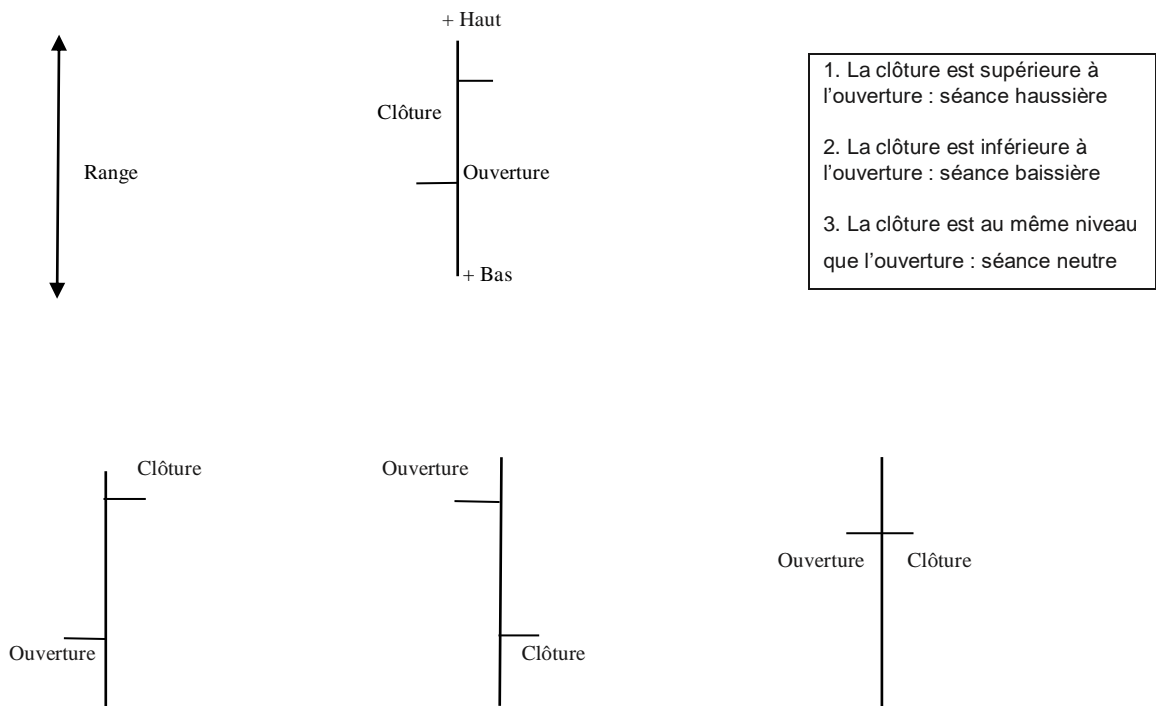 + Haut
Clôture
Range
Ouverture
+ Bas
1. La clôture est supérieure à
l’ouverture : séance haussière
2. La clôture est inférieure à
l’ouverture : séance baissière
3. La clôture est au même niveau
que l’ouverture : séance neutre
Clôture
Ouverture
Ouverture
Clôture
Ouverture
Clôture